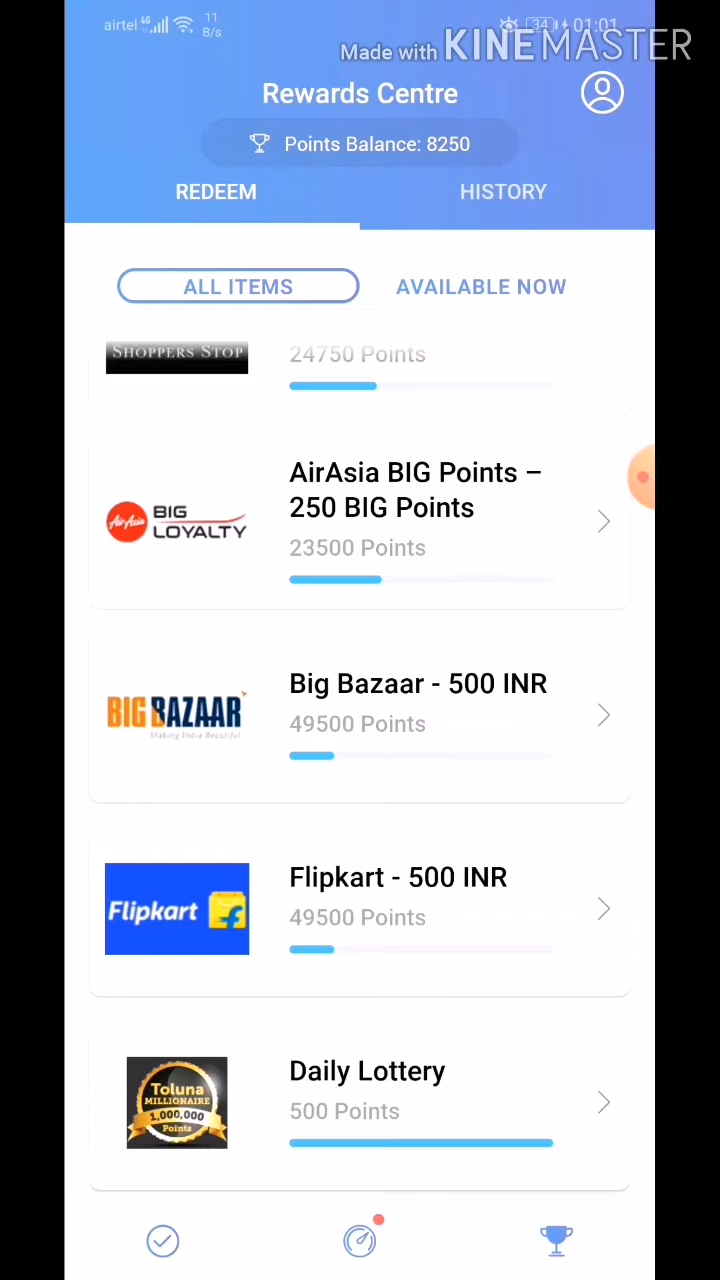 airtel 4G 11 B/s 34 01:01
Made with KINEMASTER
Rewards Centre
Points Balance: 8250
REDEEM HISTORY
ALL ITEMS AVAILABLE NOW
SHOPPERS STOP
24750 Points
AirAsia BIG Points –
250 BIG Points
AirAsia BIG LOYALTY
23500 Points
Big Bazaar - 500 INR
BIG BAZAAR
Making India Beautiful
49500 Points
Flipkart - 500 INR
Flipkart
49500 Points
Daily Lottery
Toluna
MILLIONAIRE
1,000,000
Points
500 Points